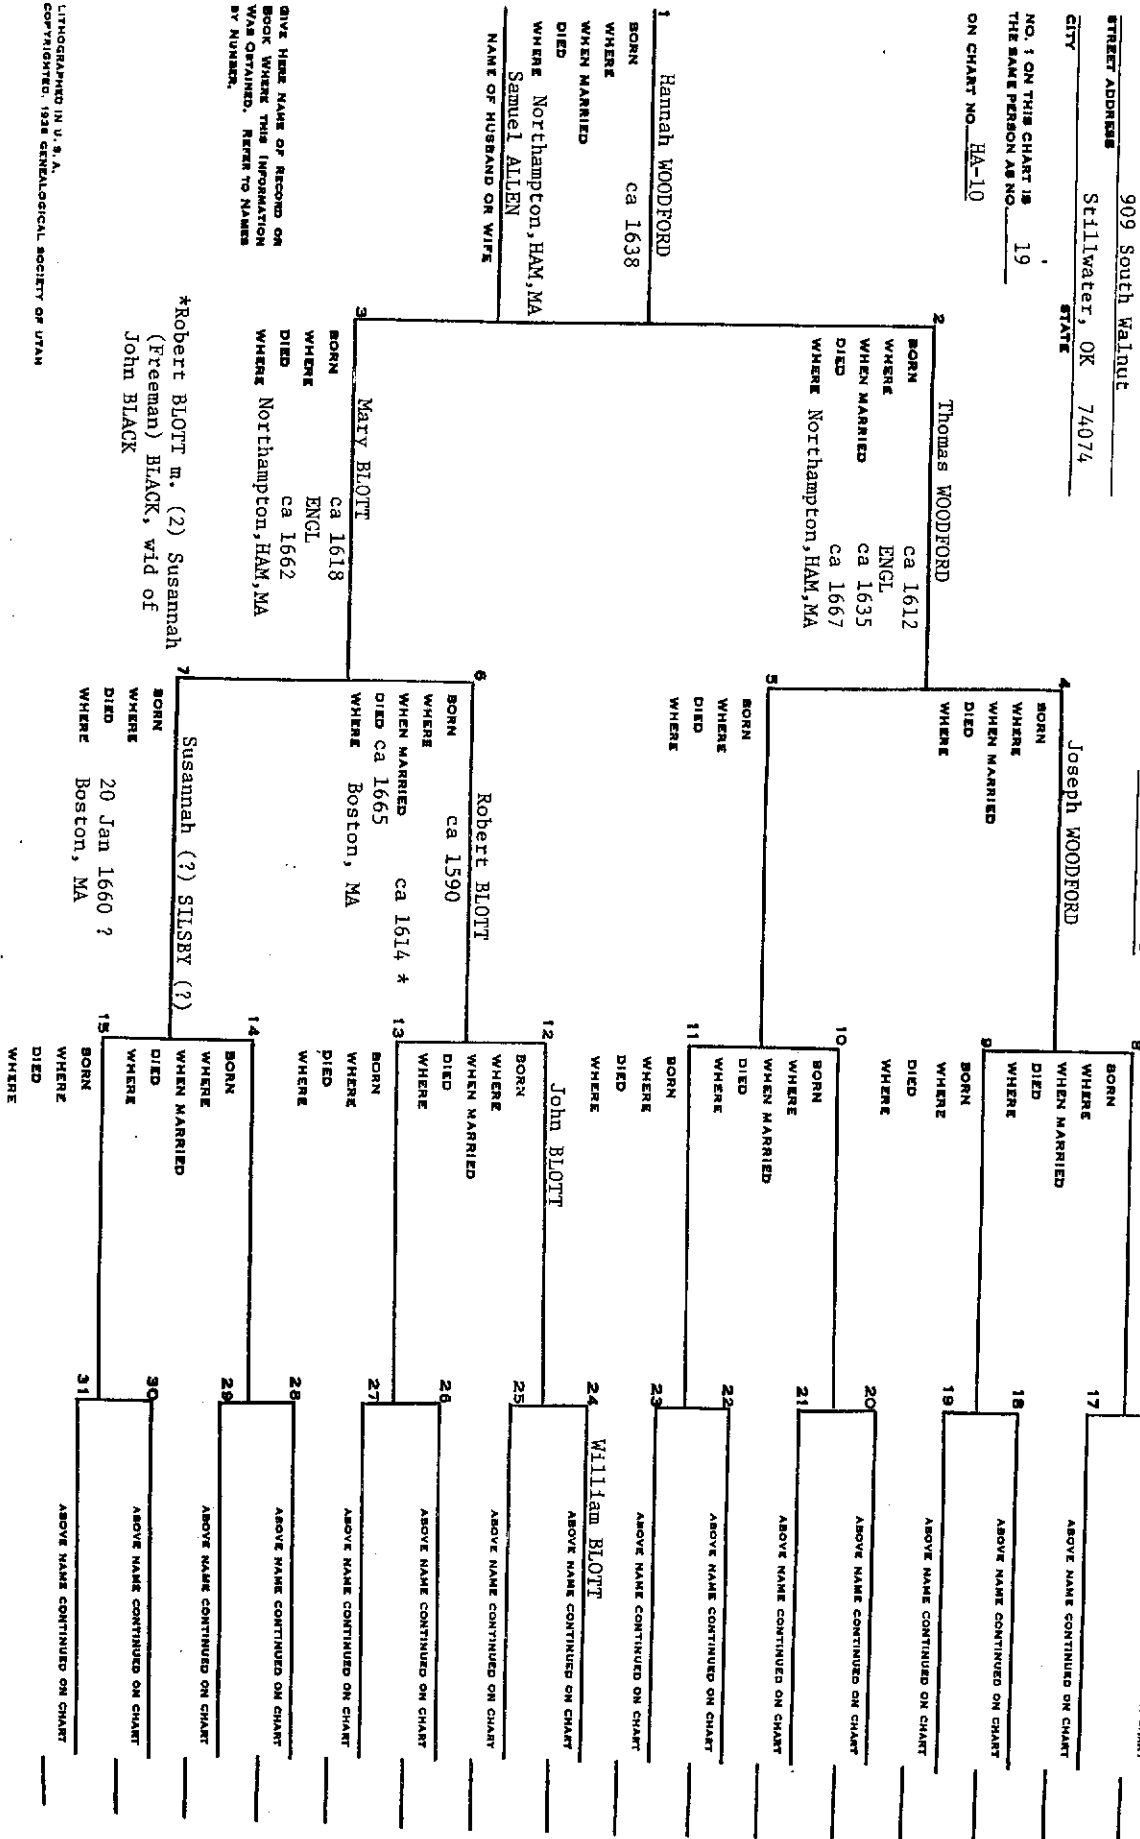 STREET ADDRESS 909 South Walnut
CITY Stillwater, OK 74074 STATE
NO. 1 ON THIS CHART IS
THE SAME PERSON AS NO. 19
ON CHART NO. HA-10
1 Hannah WOODFORD
BORN ca 1638
WHERE
WHEN MARRIED
DIED
WHERE Northampton,HAM,MA
Samuel ALLEN
NAME OF HUSBAND OR WIFE
GIVE HERE NAME OF RECORD OR
BOOK WHERE THIS INFORMATION
WAS OBTAINED. REFER TO NAMES
BY NUMBER.
LITHOGRAPHED IN U.S.A.
COPYRIGHTED. 1936 GENEALOGICAL SOCIETY OF UTAH
2 Thomas WOODFORD
BORN ca 1612
WHERE ENGL
WHEN MARRIED ca 1635
DIED ca 1667
WHERE Northampton,HAM,MA
3 Mary BLOTT
BORN ca 1618
WHERE ENGL
DIED ca 1662
WHERE Northampton,HAM,MA
*Robert BLOTT m. (2) Susannah
(Freeman) BLACK, wid of
John BLACK
4 Joseph WOODFORD
BORN
WHERE
WHEN MARRIED
DIED
WHERE
5
BORN
WHERE
DIED
WHERE
6 Robert BLOTT
BORN ca 1590
WHERE
WHEN MARRIED ca 1614 *
DIED ca 1665
WHERE Boston, MA
7 Susannah (?) SILSBY (?)
BORN
WHERE
DIED 20 Jan 1660 ?
WHERE Boston, MA
8
BORN
WHERE
WHEN MARRIED
DIED
WHERE
9
BORN
WHERE
DIED
WHERE
10
BORN
WHERE
WHEN MARRIED
DIED
WHERE
11
BORN
WHERE
DIED
WHERE
12 John BLOTT
BORN
WHERE
WHEN MARRIED
DIED
WHERE
13
BORN
WHERE
DIED
WHERE
14
BORN
WHERE
WHEN MARRIED
DIED
WHERE
15
BORN
WHERE
DIED
WHERE
17
ABOVE NAME CONTINUED ON CHART
18
ABOVE NAME CONTINUED ON CHART
19
ABOVE NAME CONTINUED ON CHART
20
ABOVE NAME CONTINUED ON CHART
21
ABOVE NAME CONTINUED ON CHART
22
ABOVE NAME CONTINUED ON CHART
23
ABOVE NAME CONTINUED ON CHART
24 William BLOTT
ABOVE NAME CONTINUED ON CHART
25
ABOVE NAME CONTINUED ON CHART
26
ABOVE NAME CONTINUED ON CHART
27
ABOVE NAME CONTINUED ON CHART
28
ABOVE NAME CONTINUED ON CHART
29
ABOVE NAME CONTINUED ON CHART
30
ABOVE NAME CONTINUED ON CHART
31
ABOVE NAME CONTINUED ON CHART